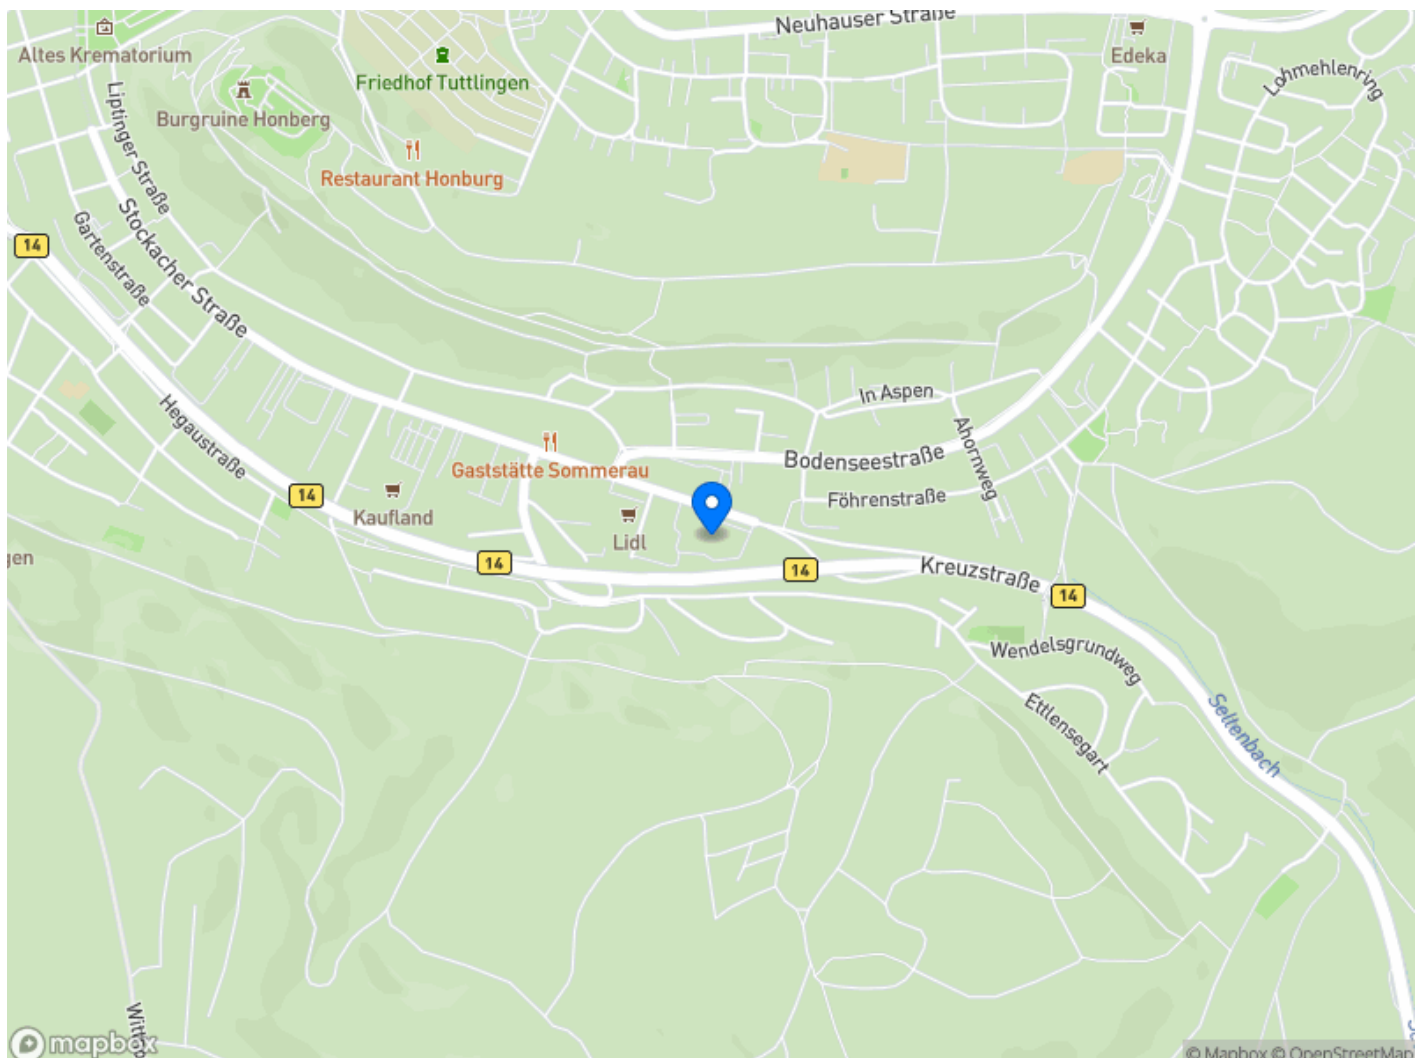 Neuhauser Straße
Altes Krematorium
Friedhof Tuttlingen
Edeka
Lohmehlenring
Burgruine Honberg
Liptinger Straße
Restaurant Honburg
Stockacher Straße
Gartenstraße
14
In Aspen
Ahornweg
Hegaustraße
Gaststätte Sommerau
Bodenseestraße
Föhrenstraße
14
Kaufland
Lidl
14
14
Kreuzstraße
14
gen
Wendelsgrundweg
Ettlensegart
Seltenbach
mapbox
© Mapbox © OpenStreetMap